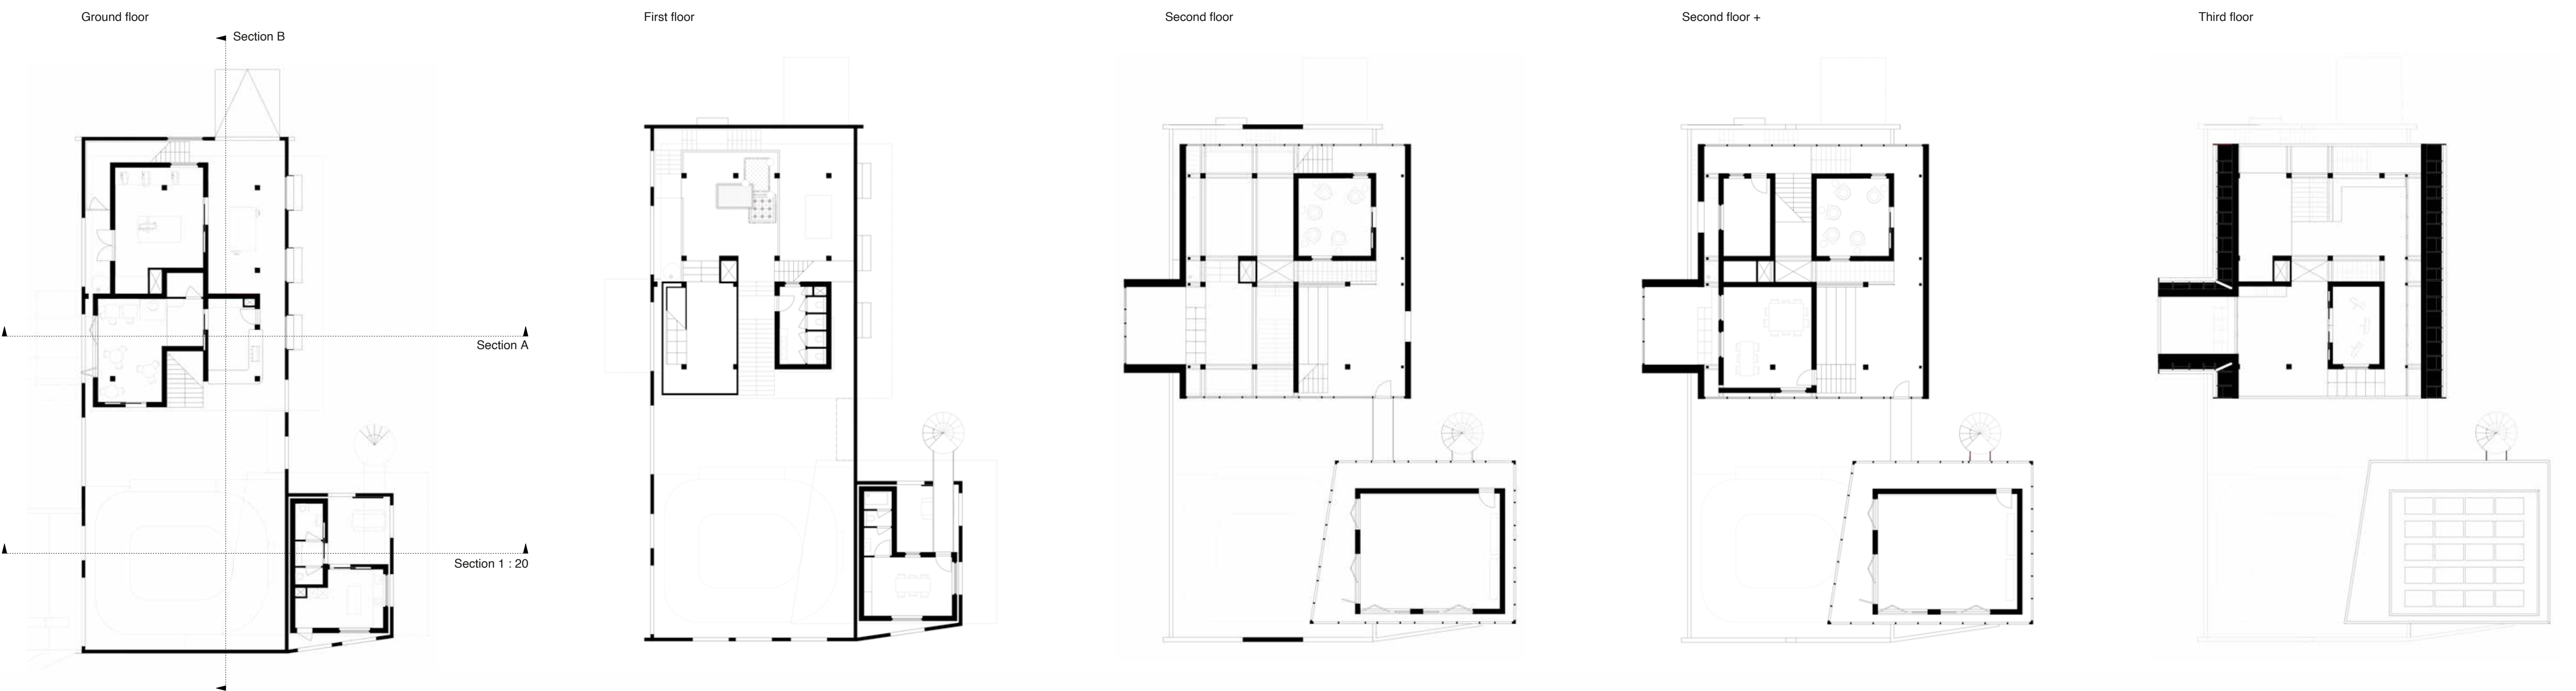 Ground floor
First floor
Second floor
Second floor +
Third floor
Section B
Section A
Section 1 : 20